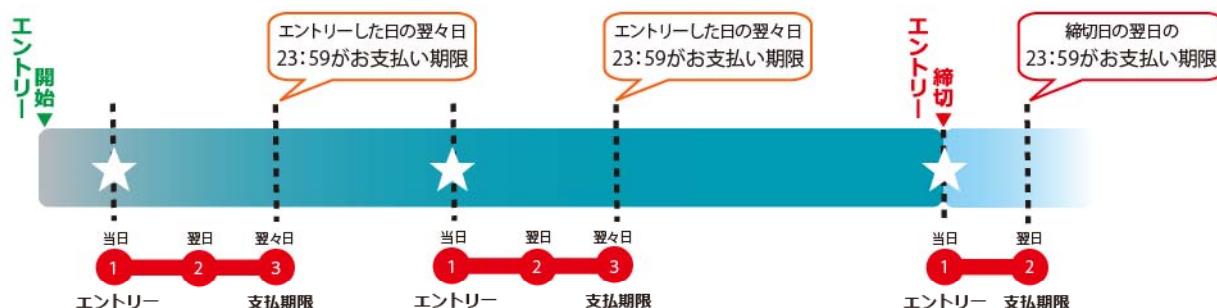 エントリー
開始
エントリーした日の翌々日
23：59がお支払い期限
エントリーした日の翌々日
23：59がお支払い期限
エントリー
締切
締切日の翌日の
23：59がお支払い期限
当日
翌日
翌々日
1
2
3
エントリー
支払期限
当日
翌日
翌々日
1
2
3
エントリー
支払期限
当日
翌日
1
2
エントリー
支払期限